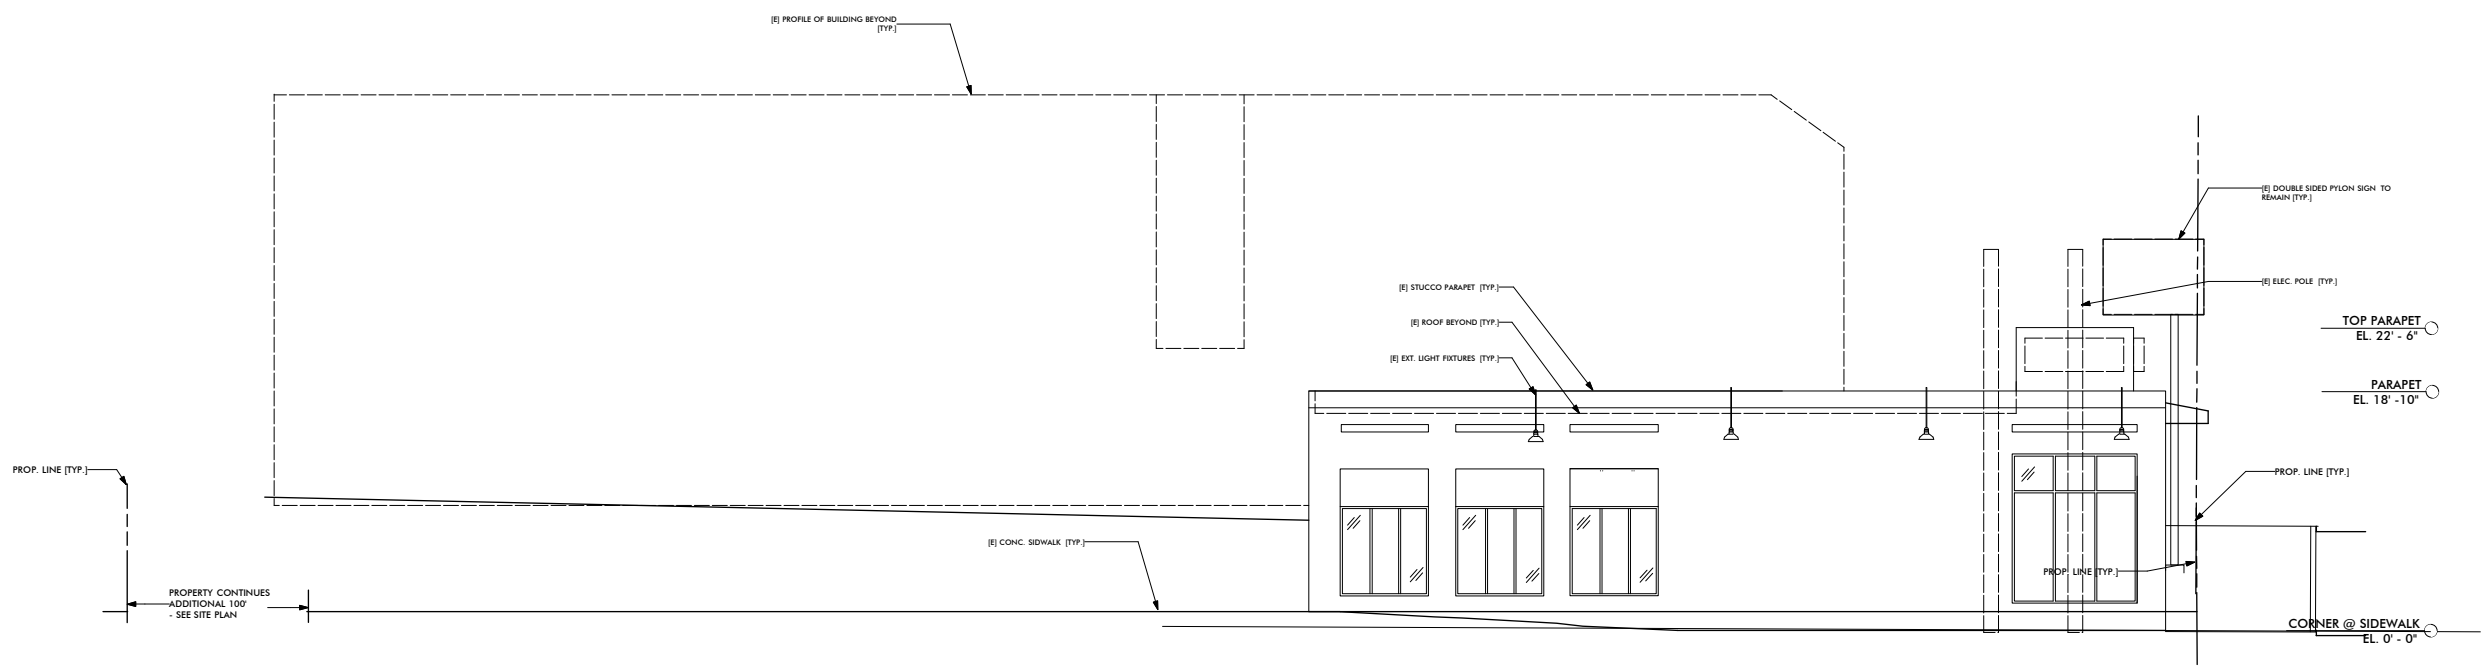 [E] PROFILE OF BUILDING BEYOND
[TYP.]
[E] DOUBLE SIDED PYLON SIGN TO
REMAIN [TYP.]
[E] STUCCO PARAPET [TYP.]
[E] ELEC. POLE [TYP.]
[E] ROOF BEYOND [TYP.]
TOP PARAPET
EL. 22' - 6"
[E] EXT. LIGHT FIXTURES [TYP.]
PARAPET
EL. 18' -10"
PROP. LINE [TYP.]
PROP. LINE [TYP.]
[E] CONC. SIDWALK [TYP.]
PROP. LINE [TYP.]
PROPERTY CONTINUES
ADDITIONAL 100'
- SEE SITE PLAN
CORNER @ SIDEWALK
EL. 0' - 0"